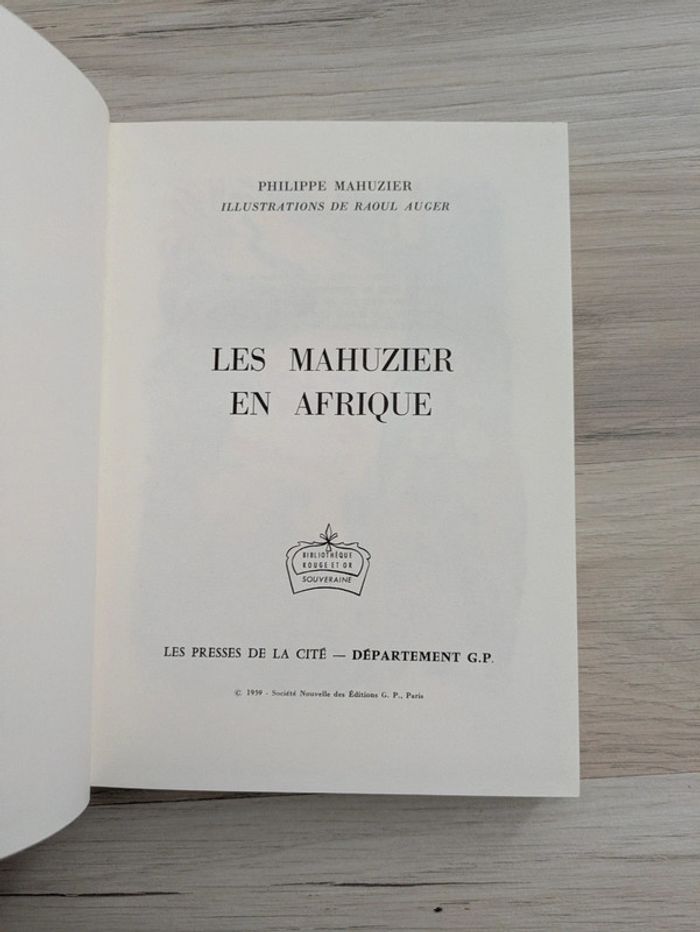 PHILIPPE MAHUZIER
ILLUSTRATIONS DE RAOUL AUGER
LES MAHUZIER
EN AFRIQUE
BIBLIOTHÈQUE
ROUGE ET OR
SOUVERAINE
LES PRESSES DE LA CITÉ — DÉPARTEMENT G.P.
© 1959 - Société Nouvelle des Éditions G. P., Paris